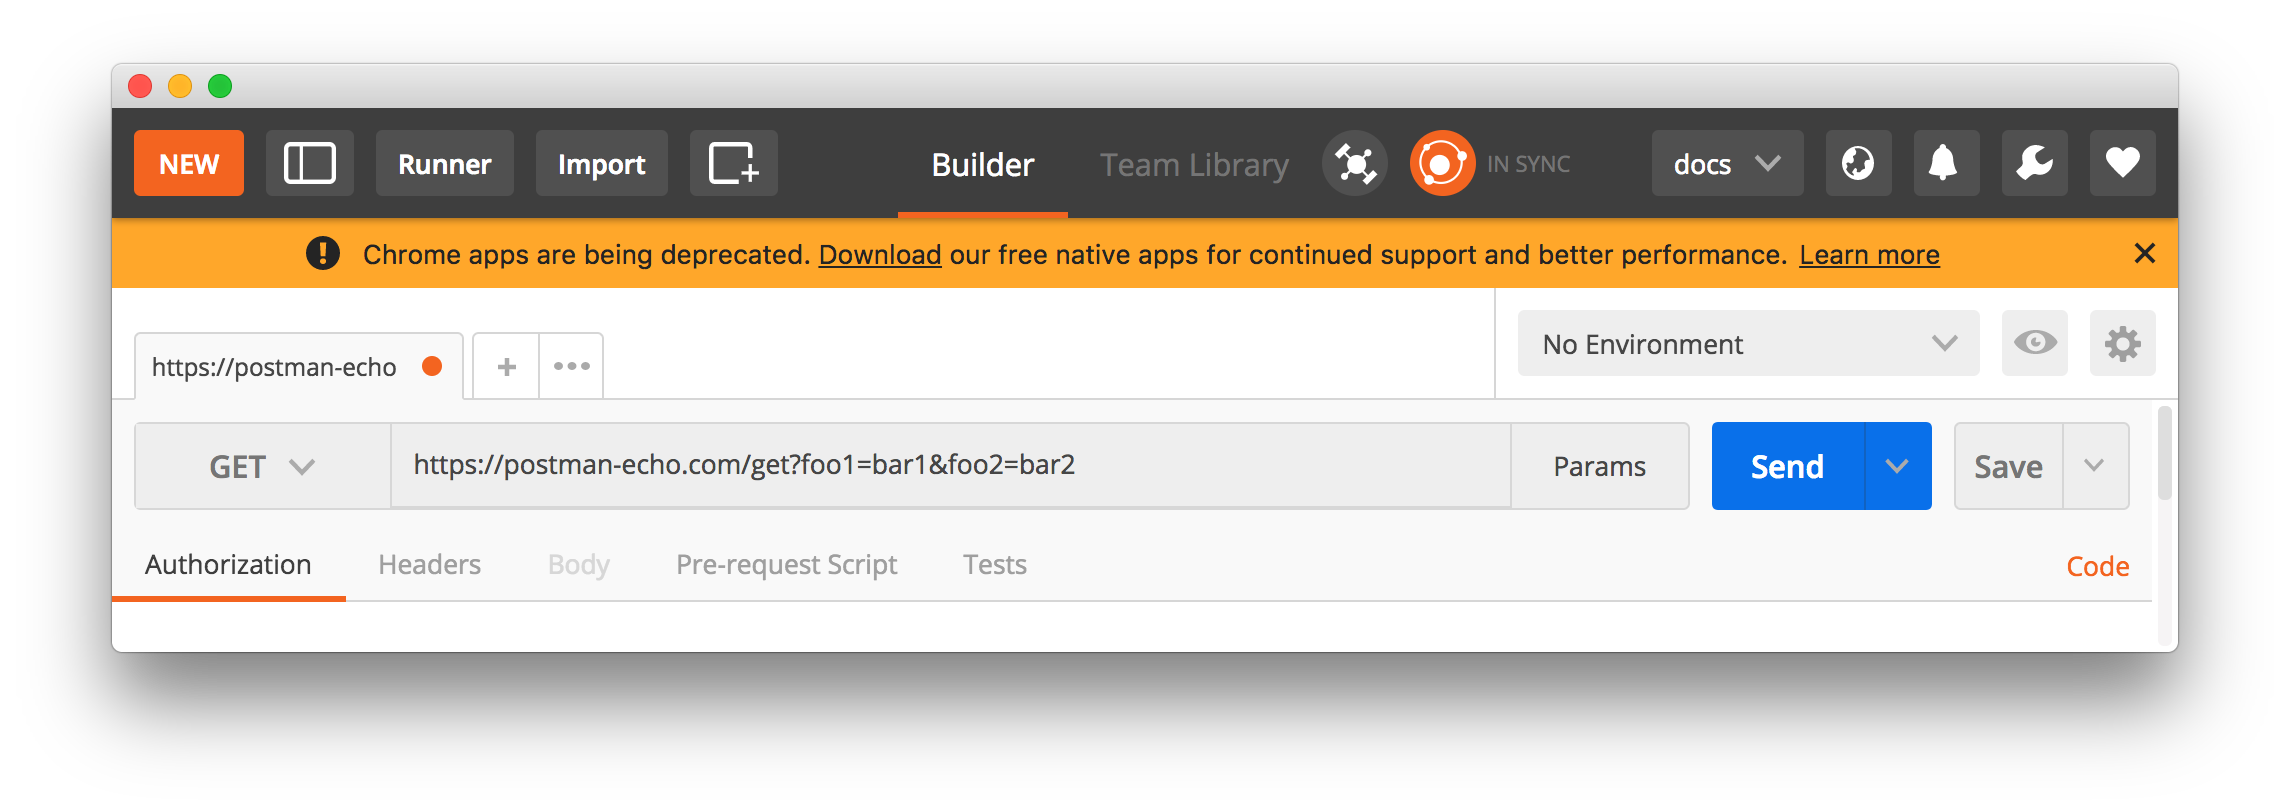 NEW Runner Import Builder Team Library IN SYNC docs
Chrome apps are being deprecated. Download our free native apps for continued support and better performance. Learn more
https://postman-echo No Environment
GET https://postman-echo.com/get?foo1=bar1&foo2=bar2 Params Send Save
Authorization Headers Body Pre-request Script Tests Code